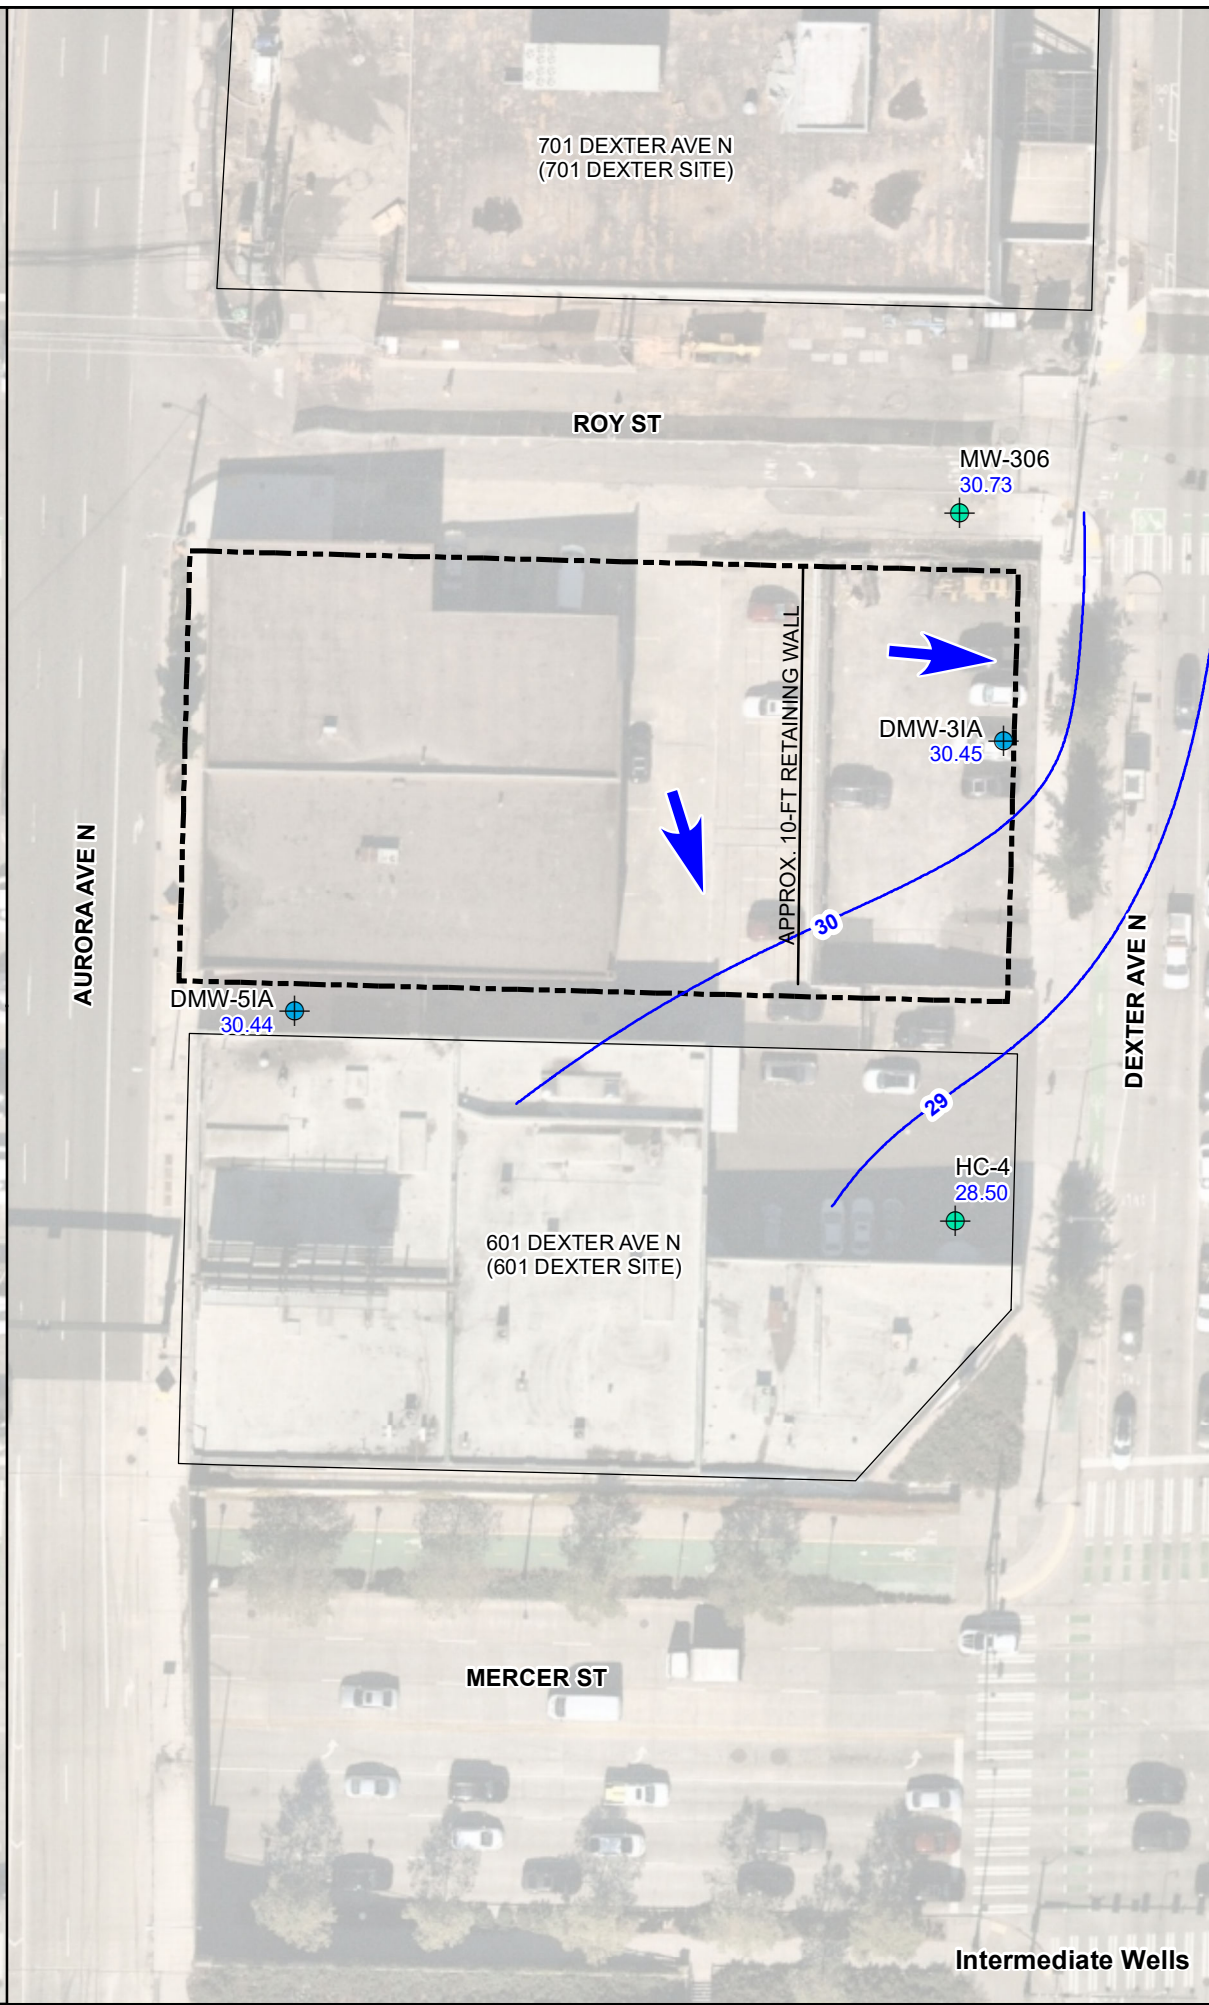 701 DEXTER AVE N
(701 DEXTER SITE)
ROY ST
MW-306
30.73
APPROX. 10-FT RETAINING WALL
DMW-3IA
30.45
AURORA AVE N
30
DEXTER AVE N
DMW-5IA
30.44
29
HC-4
28.50
601 DEXTER AVE N
(601 DEXTER SITE)
MERCER ST
Intermediate Wells